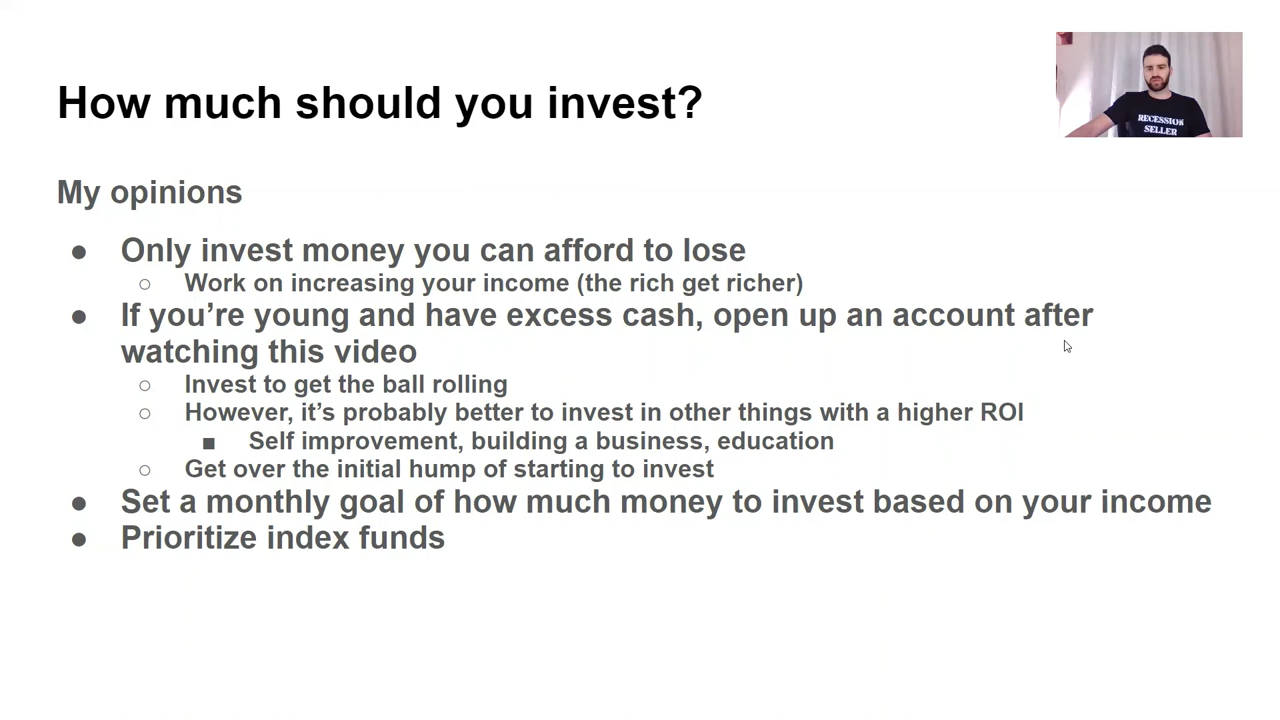 How much should you invest?
RECESSION
SELLER
My opinions
● Only invest money you can afford to lose
○ Work on increasing your income (the rich get richer)
● If you’re young and have excess cash, open up an account after
watching this video
○ Invest to get the ball rolling
○ However, it’s probably better to invest in other things with a higher ROI
■ Self improvement, building a business, education
○ Get over the initial hump of starting to invest
● Set a monthly goal of how much money to invest based on your income
● Prioritize index funds